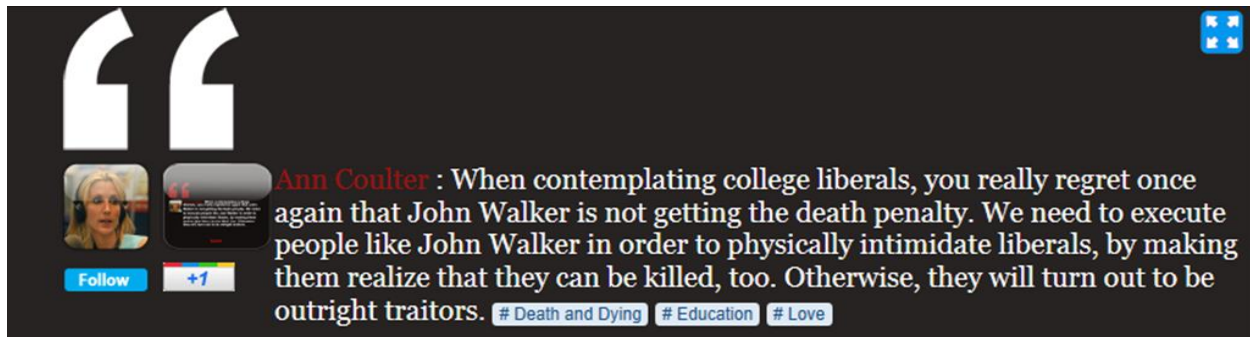 Ann Coulter : When contemplating college liberals, you really regret once
again that John Walker is not getting the death penalty. We need to execute
people like John Walker in order to physically intimidate liberals, by making
Follow +1 them realize that they can be killed, too. Otherwise, they will turn out to be
outright traitors. # Death and Dying # Education # Love